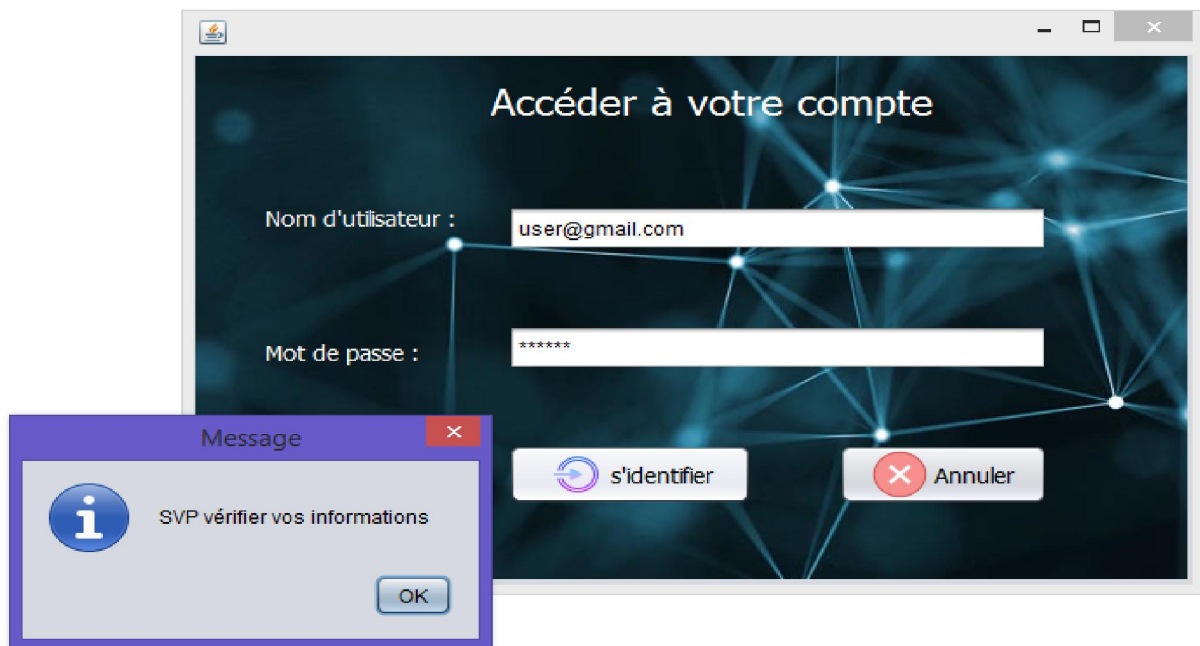 Accéder à votre compte
Nom d'utilisateur :
user@gmail.com
Mot de passe :
******
s'identifier
Annuler
Message
SVP vérifier vos informations
OK